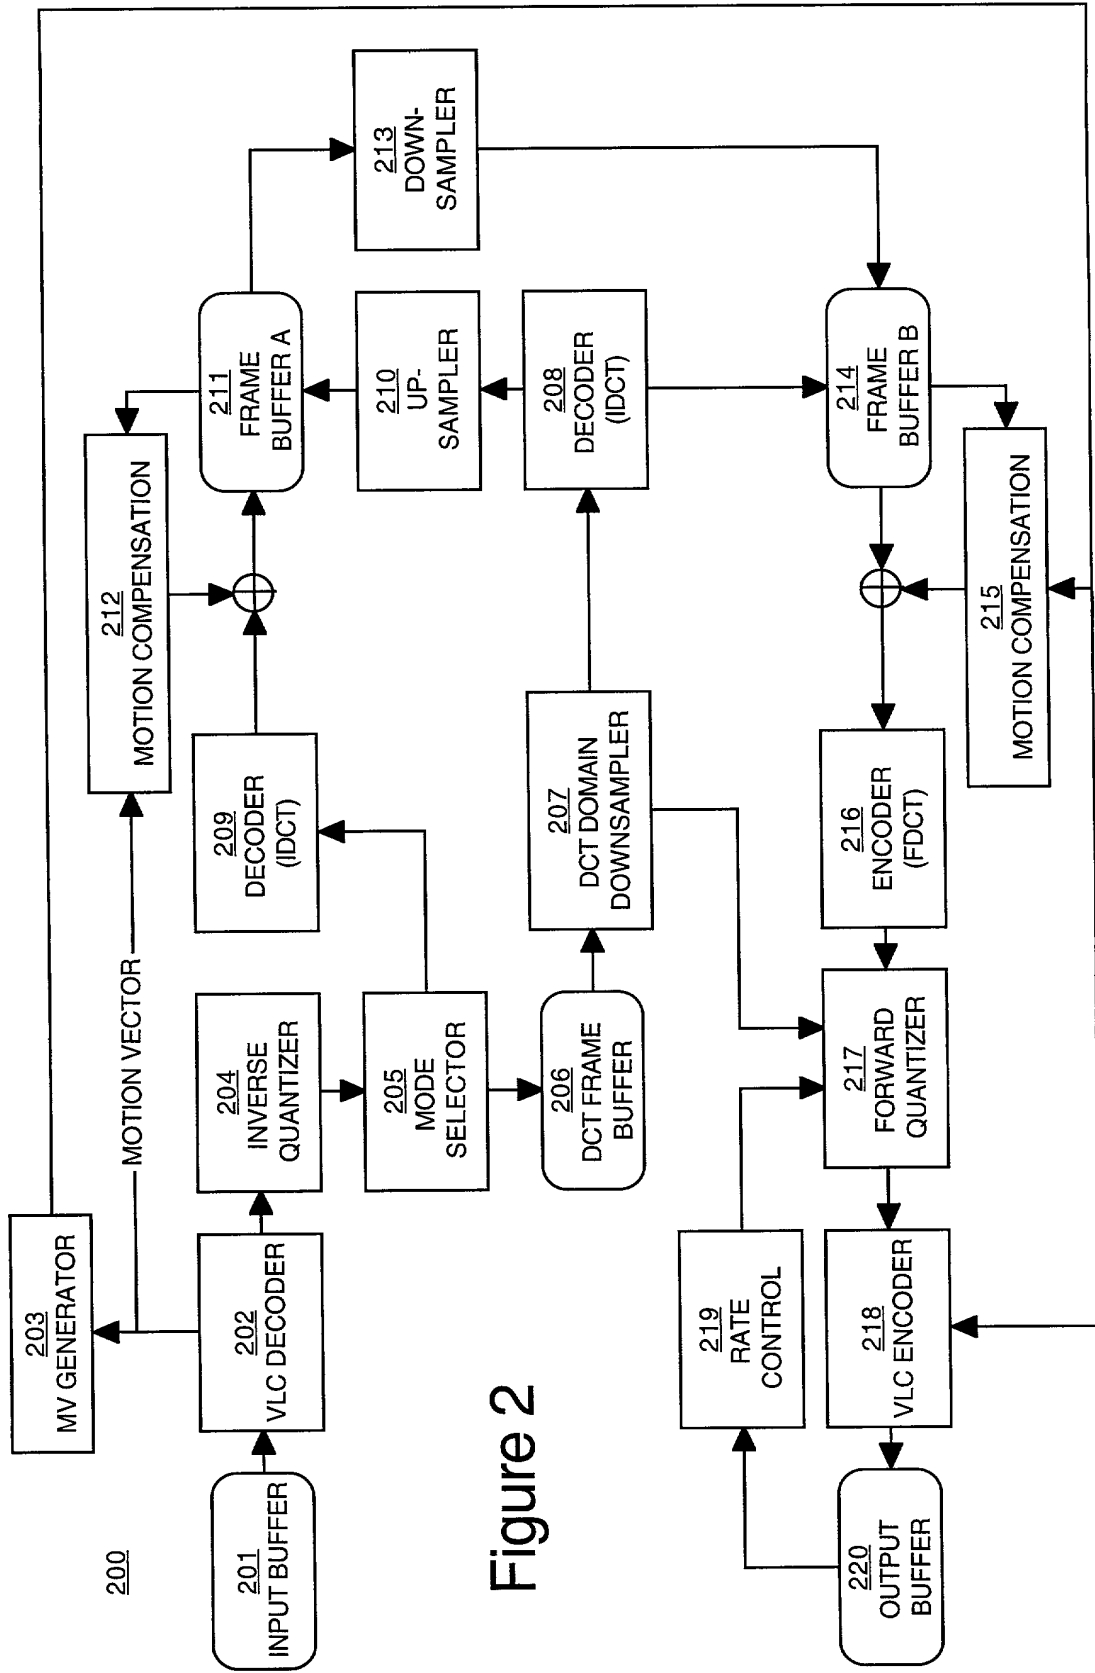 200
203
MV GENERATOR
MOTION VECTOR
212
MOTION COMPENSATION
201
INPUT BUFFER
202
VLC DECODER
204
INVERSE
QUANTIZER
209
DECODER
(IDCT)
211
FRAME
BUFFER A
205
MODE
SELECTOR
210
UP-
SAMPLER
213
DOWN-
SAMPLER
206
DCT FRAME
BUFFER
207
DCT DOMAIN
DOWNSAMPLER
208
DECODER
(IDCT)
Figure 2
219
RATE
CONTROL
220
OUTPUT
BUFFER
218
VLC ENCODER
217
FORWARD
QUANTIZER
216
ENCODER
(FDCT)
214
FRAME
BUFFER B
215
MOTION COMPENSATION